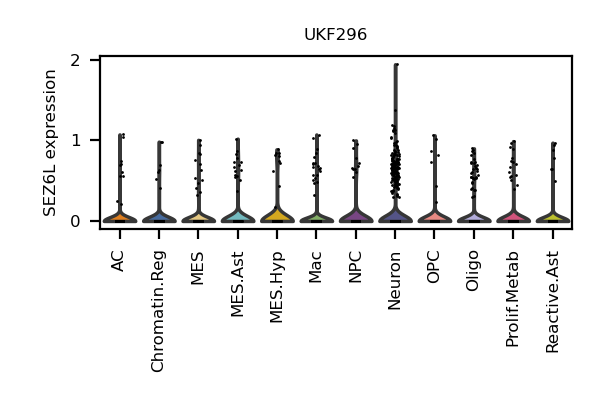 UKF296
SEZ6L expression
2
1
0
AC
Chromatin.Reg
MES
MES.Ast
MES.Hyp
Mac
NPC
Neuron
OPC
Oligo
Prolif.Metab
Reactive.Ast